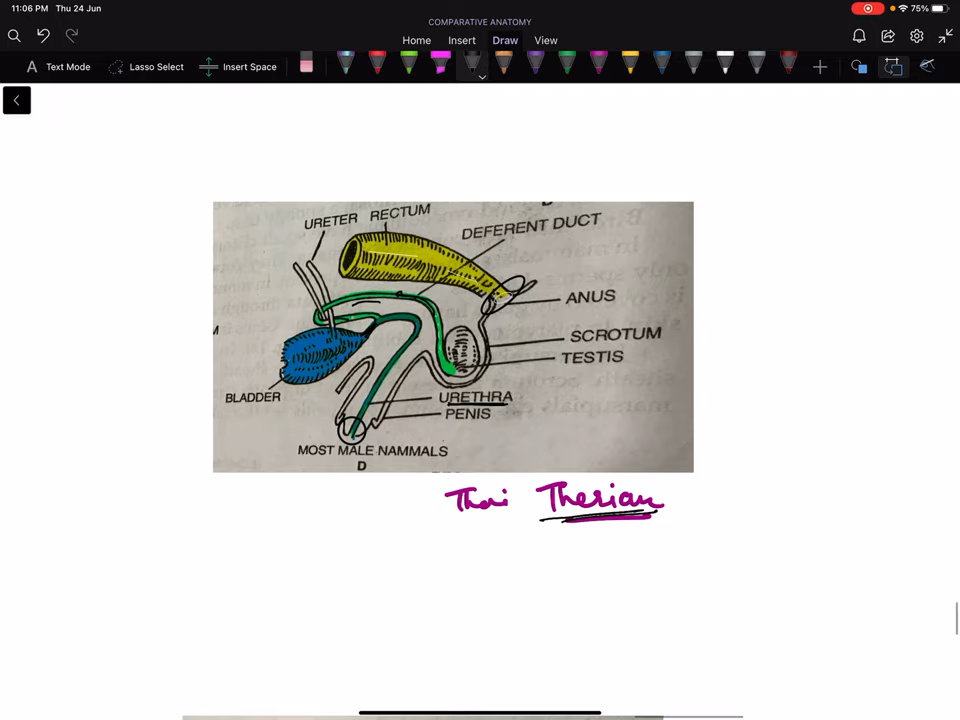 11:06 PM Thu 24 Jun
75%
COMPARATIVE ANATOMY
Home Insert Draw View
A Text Mode Lasso Select Insert Space
URETER RECTUM
DEFERENT DUCT
ANUS
SCROTUM
TESTIS
BLADDER
URETHRA
PENIS
MOST MALE NAMMALS
D
Thai Therian